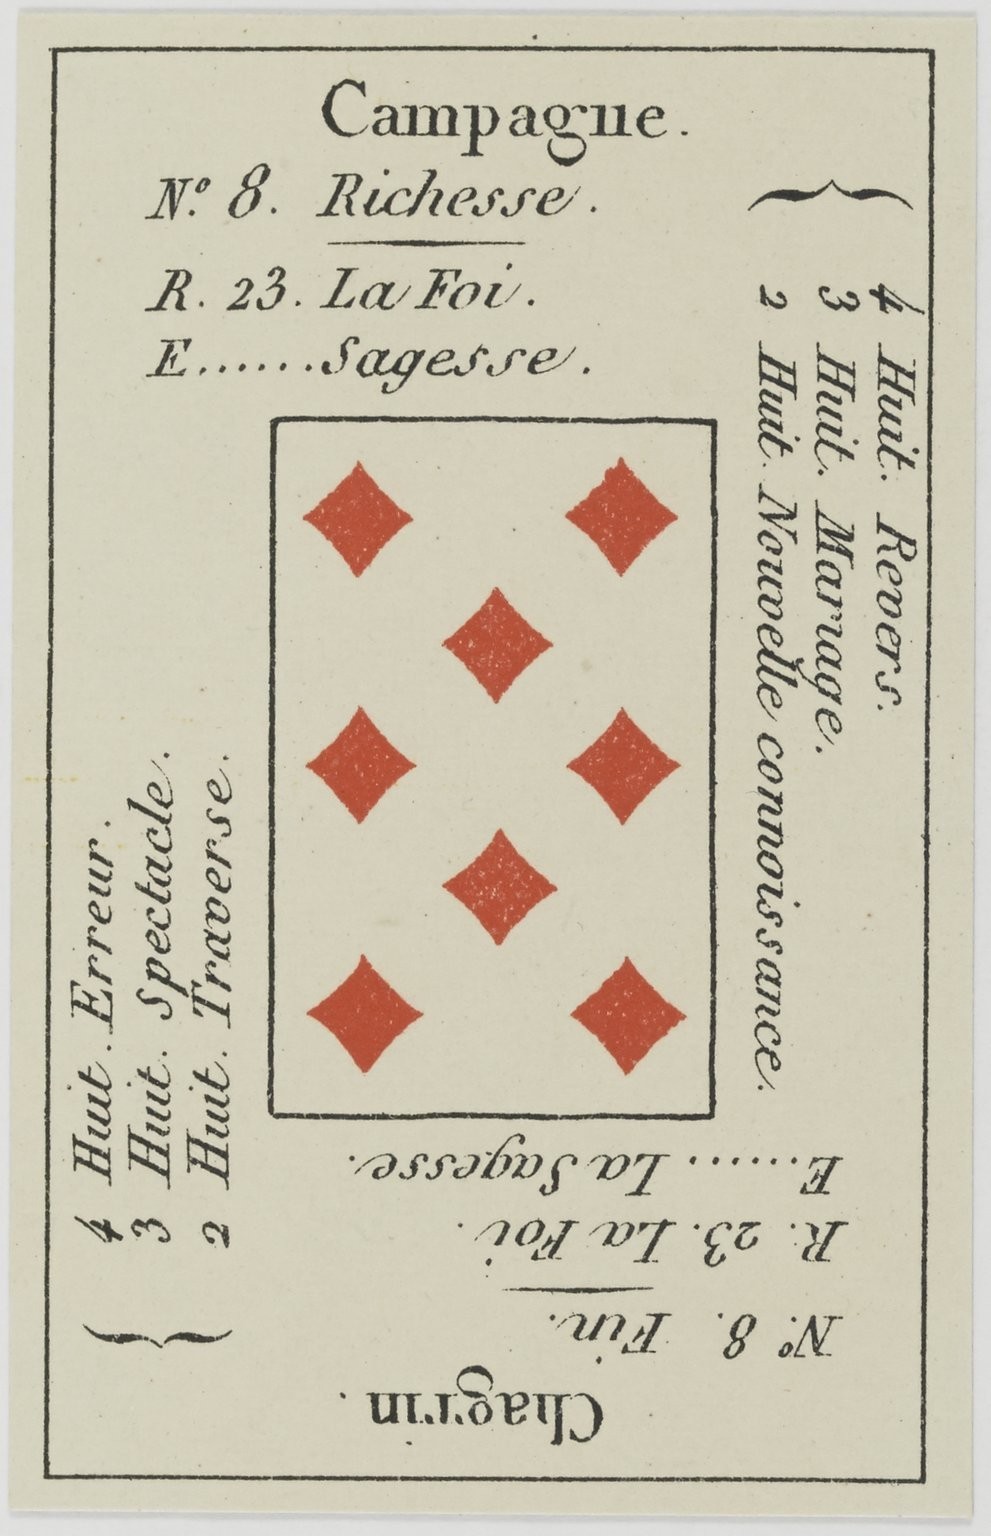 Campagne.
N.º 8. Richesse.
R. 23. La Foi.
E......Sagesse.
4 Huit. Revers.
3 Huit. Mariage.
2 Huit. Nouvelle connoissance.
Chagrin.
N.º 8. Fin.
R. 23. La Foi.
E......La Sagesse.
4 Huit. Erreur.
3 Huit. Spectacle.
2 Huit. Traverse.